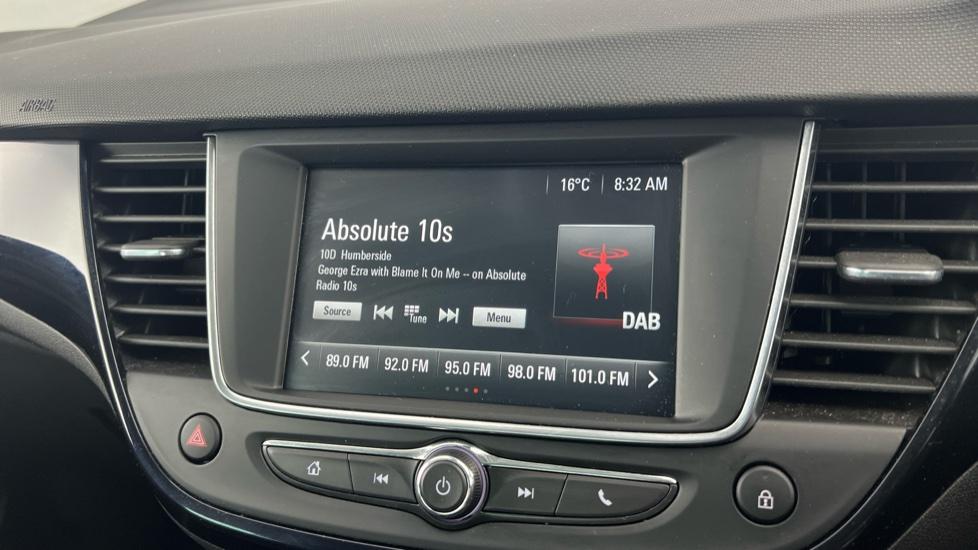 AIRBAG
16°C 8:32 AM
Absolute 10s
10D Humberside
George Ezra with Blame It On Me -- on Absolute
Radio 10s
Source Tune Menu
DAB
89.0 FM 92.0 FM 95.0 FM 98.0 FM 101.0 FM